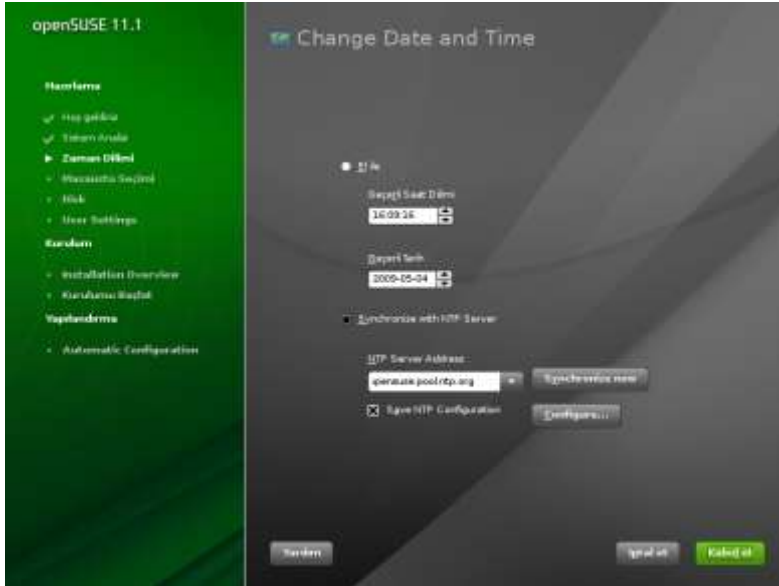 openSUSE 11.1
Change Date and Time
Hazırlama
Hoş geldiniz
Sistem Analizi
Zaman Dilimi
Masaüstü Seçimi
Disk
User Settings
Kurulum
Installation Overview
Kurulumu Başlat
Yapılandırma
Automatic Configuration
El ile
Geçerli Saat Dilimi
16:09:16
Geçerli Tarih
2009-05-04
Synchronize with NTP Server
NTP Server Address
opensuse.pool.ntp.org
Synchronize now
Save NTP Configuration
Configure...
Yardım
İptal et
Kabul et